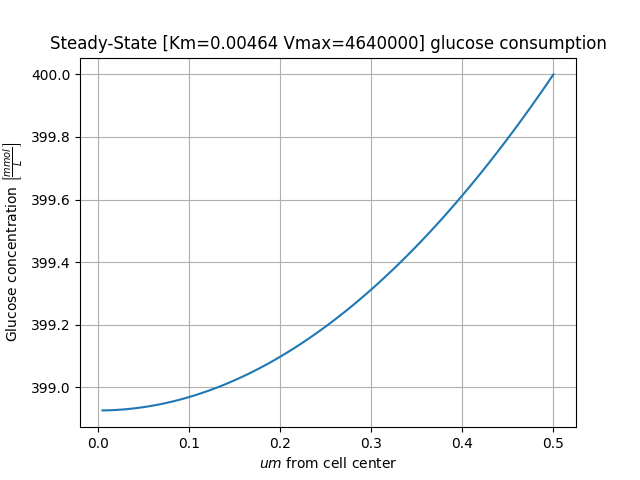 Steady-State [Km=0.00464 Vmax=4640000] glucose consumption
Glucose concentration [mmol/L]
400.0
399.8
399.6
399.4
399.2
399.0
0.0 0.1 0.2 0.3 0.4 0.5
um from cell center